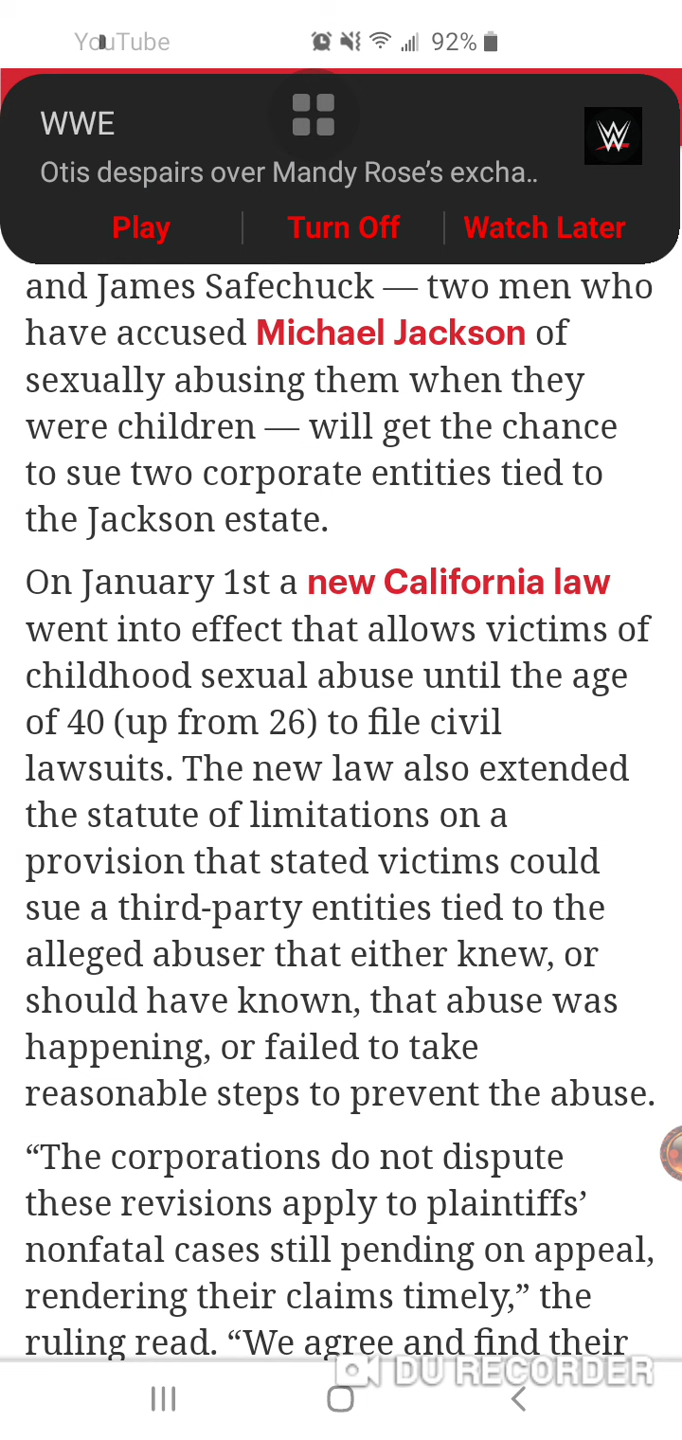 YouTube
92%
WWE
Otis despairs over Mandy Rose’s excha..
Play
Turn Off
Watch Later
and James Safechuck — two men who
have accused Michael Jackson of
sexually abusing them when they
were children — will get the chance
to sue two corporate entities tied to
the Jackson estate.
On January 1st a new California law
went into effect that allows victims of
childhood sexual abuse until the age
of 40 (up from 26) to file civil
lawsuits. The new law also extended
the statute of limitations on a
provision that stated victims could
sue a third-party entities tied to the
alleged abuser that either knew, or
should have known, that abuse was
happening, or failed to take
reasonable steps to prevent the abuse.
“The corporations do not dispute
these revisions apply to plaintiffs’
nonfatal cases still pending on appeal,
rendering their claims timely,” the
ruling read. “We agree and find their
DU RECORDER